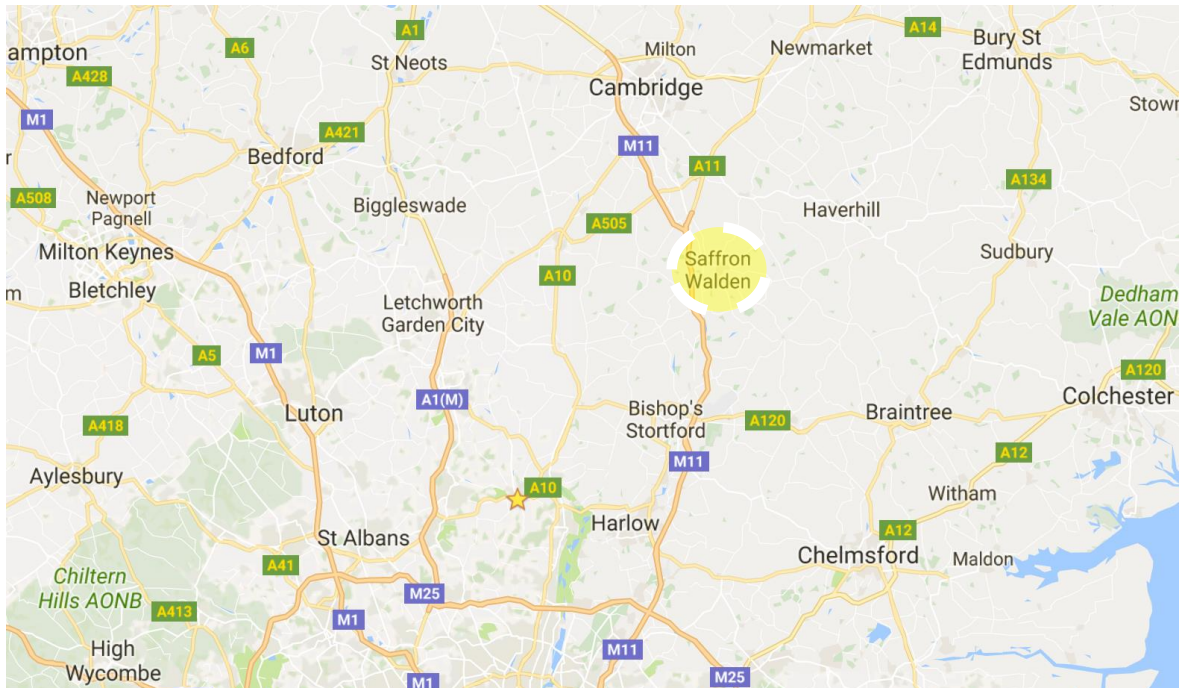 ampton
A6
A1
St Neots
Milton
Newmarket
A14
Bury St
Edmunds
A428
Cambridge
Stow
M1
A421
M11
Bedford
A11
r
A508
Newport
Pagnell
Biggleswade
A505
Haverhill
A134
Milton Keynes
Saffron
Walden
Sudbury
m
Bletchley
A10
Letchworth
Garden City
Dedham
Vale AON
A5
M1
A120
A1(M)
Luton
Bishop's
Stortford
A120
Braintree
Colchester
A418
A12
Aylesbury
M11
A10
Witham
St Albans
Harlow
A12
Chelmsford
Maldon
A41
Chiltern
Hills AONB
M25
A413
M1
M11
High
Wycombe
M1
M25